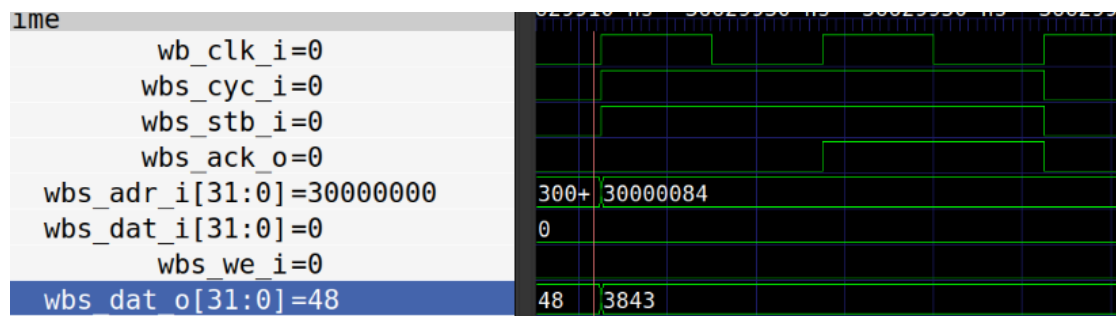 ime
wb_clk_i=0
wbs_cyc_i=0
wbs_stb_i=0
wbs_ack_o=0
wbs_adr_i[31:0]=30000000 300+ 30000084
wbs_dat_i[31:0]=0 0
wbs_we_i=0
wbs_dat_o[31:0]=48 48 3843